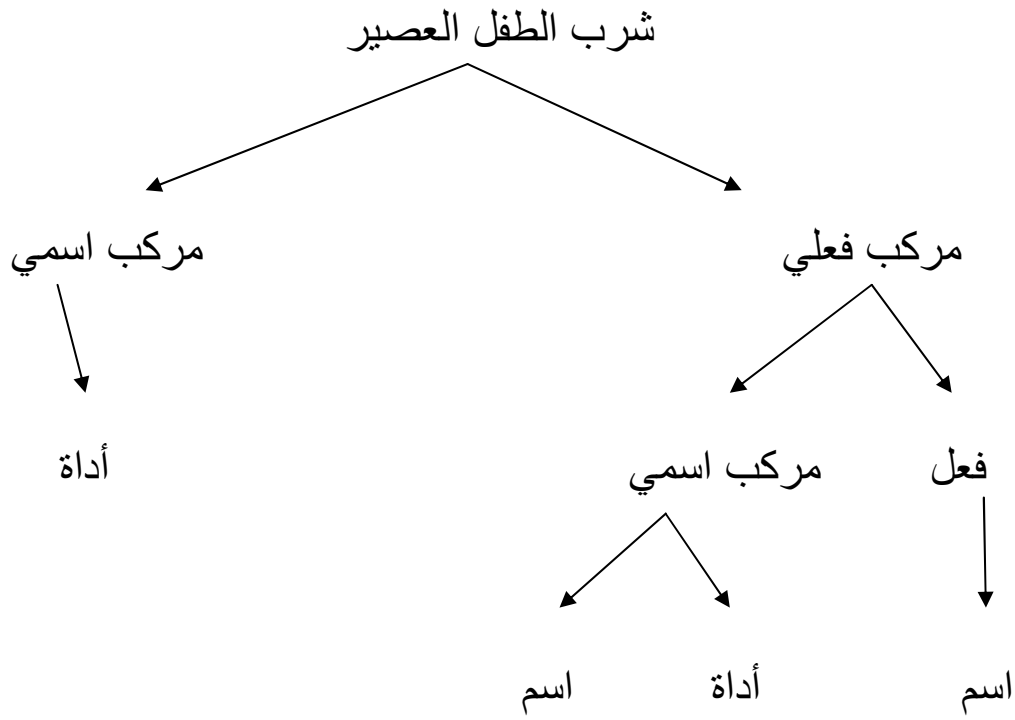 شرب الطفل العصير
مركب فعلي مركب اسمي
فعل مركب اسمي أداة
اسم أداة اسم